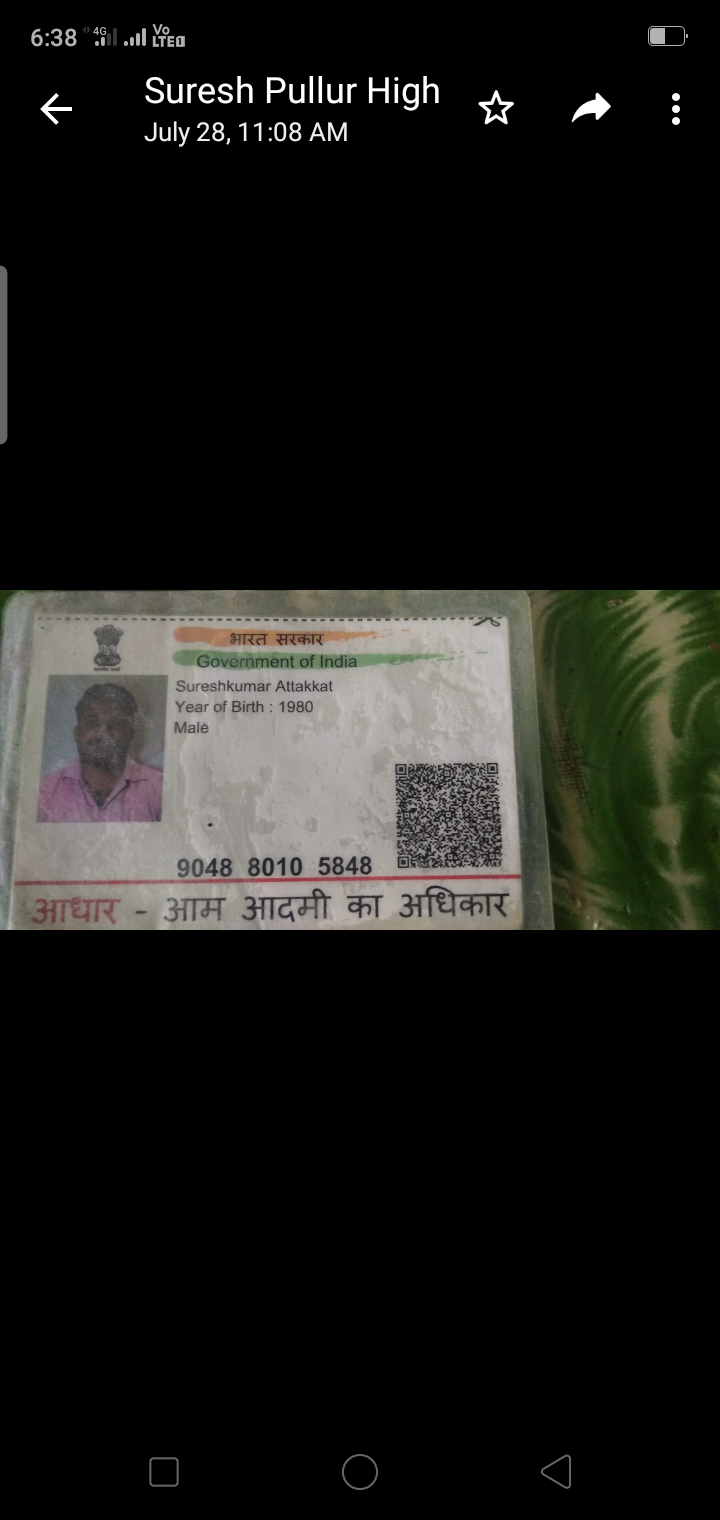 6:38 4G Vo LTE 1
Suresh Pullur High
July 28, 11:08 AM
भारत सरकार
Government of India
Sureshkumar Attakkat
Year of Birth : 1980
Male
9048 8010 5848
आधार - आम आदमी का अधिकार